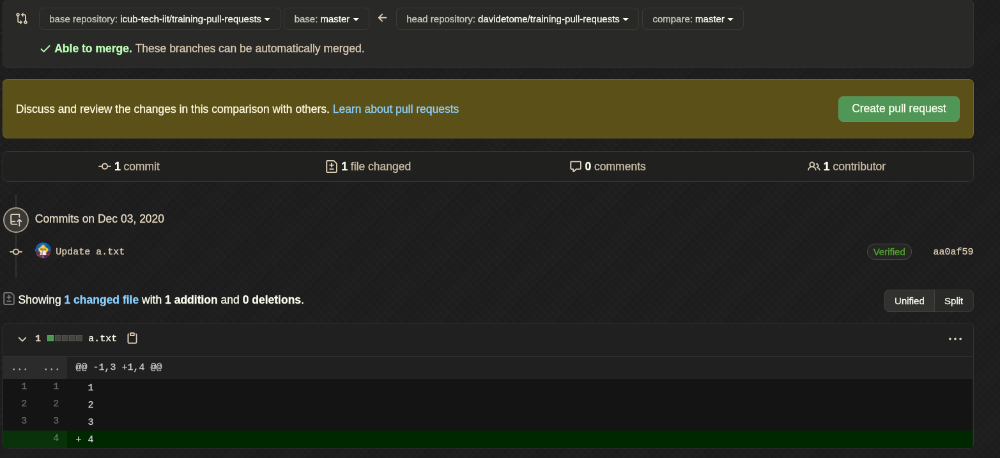 base repository: icub-tech-iit/training-pull-requests base: master head repository: davidetome/training-pull-requests compare: master
Able to merge. These branches can be automatically merged.
Discuss and review the changes in this comparison with others. Learn about pull requests Create pull request
1 commit 1 file changed 0 comments 1 contributor
Commits on Dec 03, 2020
Update a.txt Verified aa0af59
Showing 1 changed file with 1 addition and 0 deletions. Unified Split
1 a.txt ...
... ... @@ -1,3 +1,4 @@
1 1 1
2 2 2
3 3 3
4 + 4